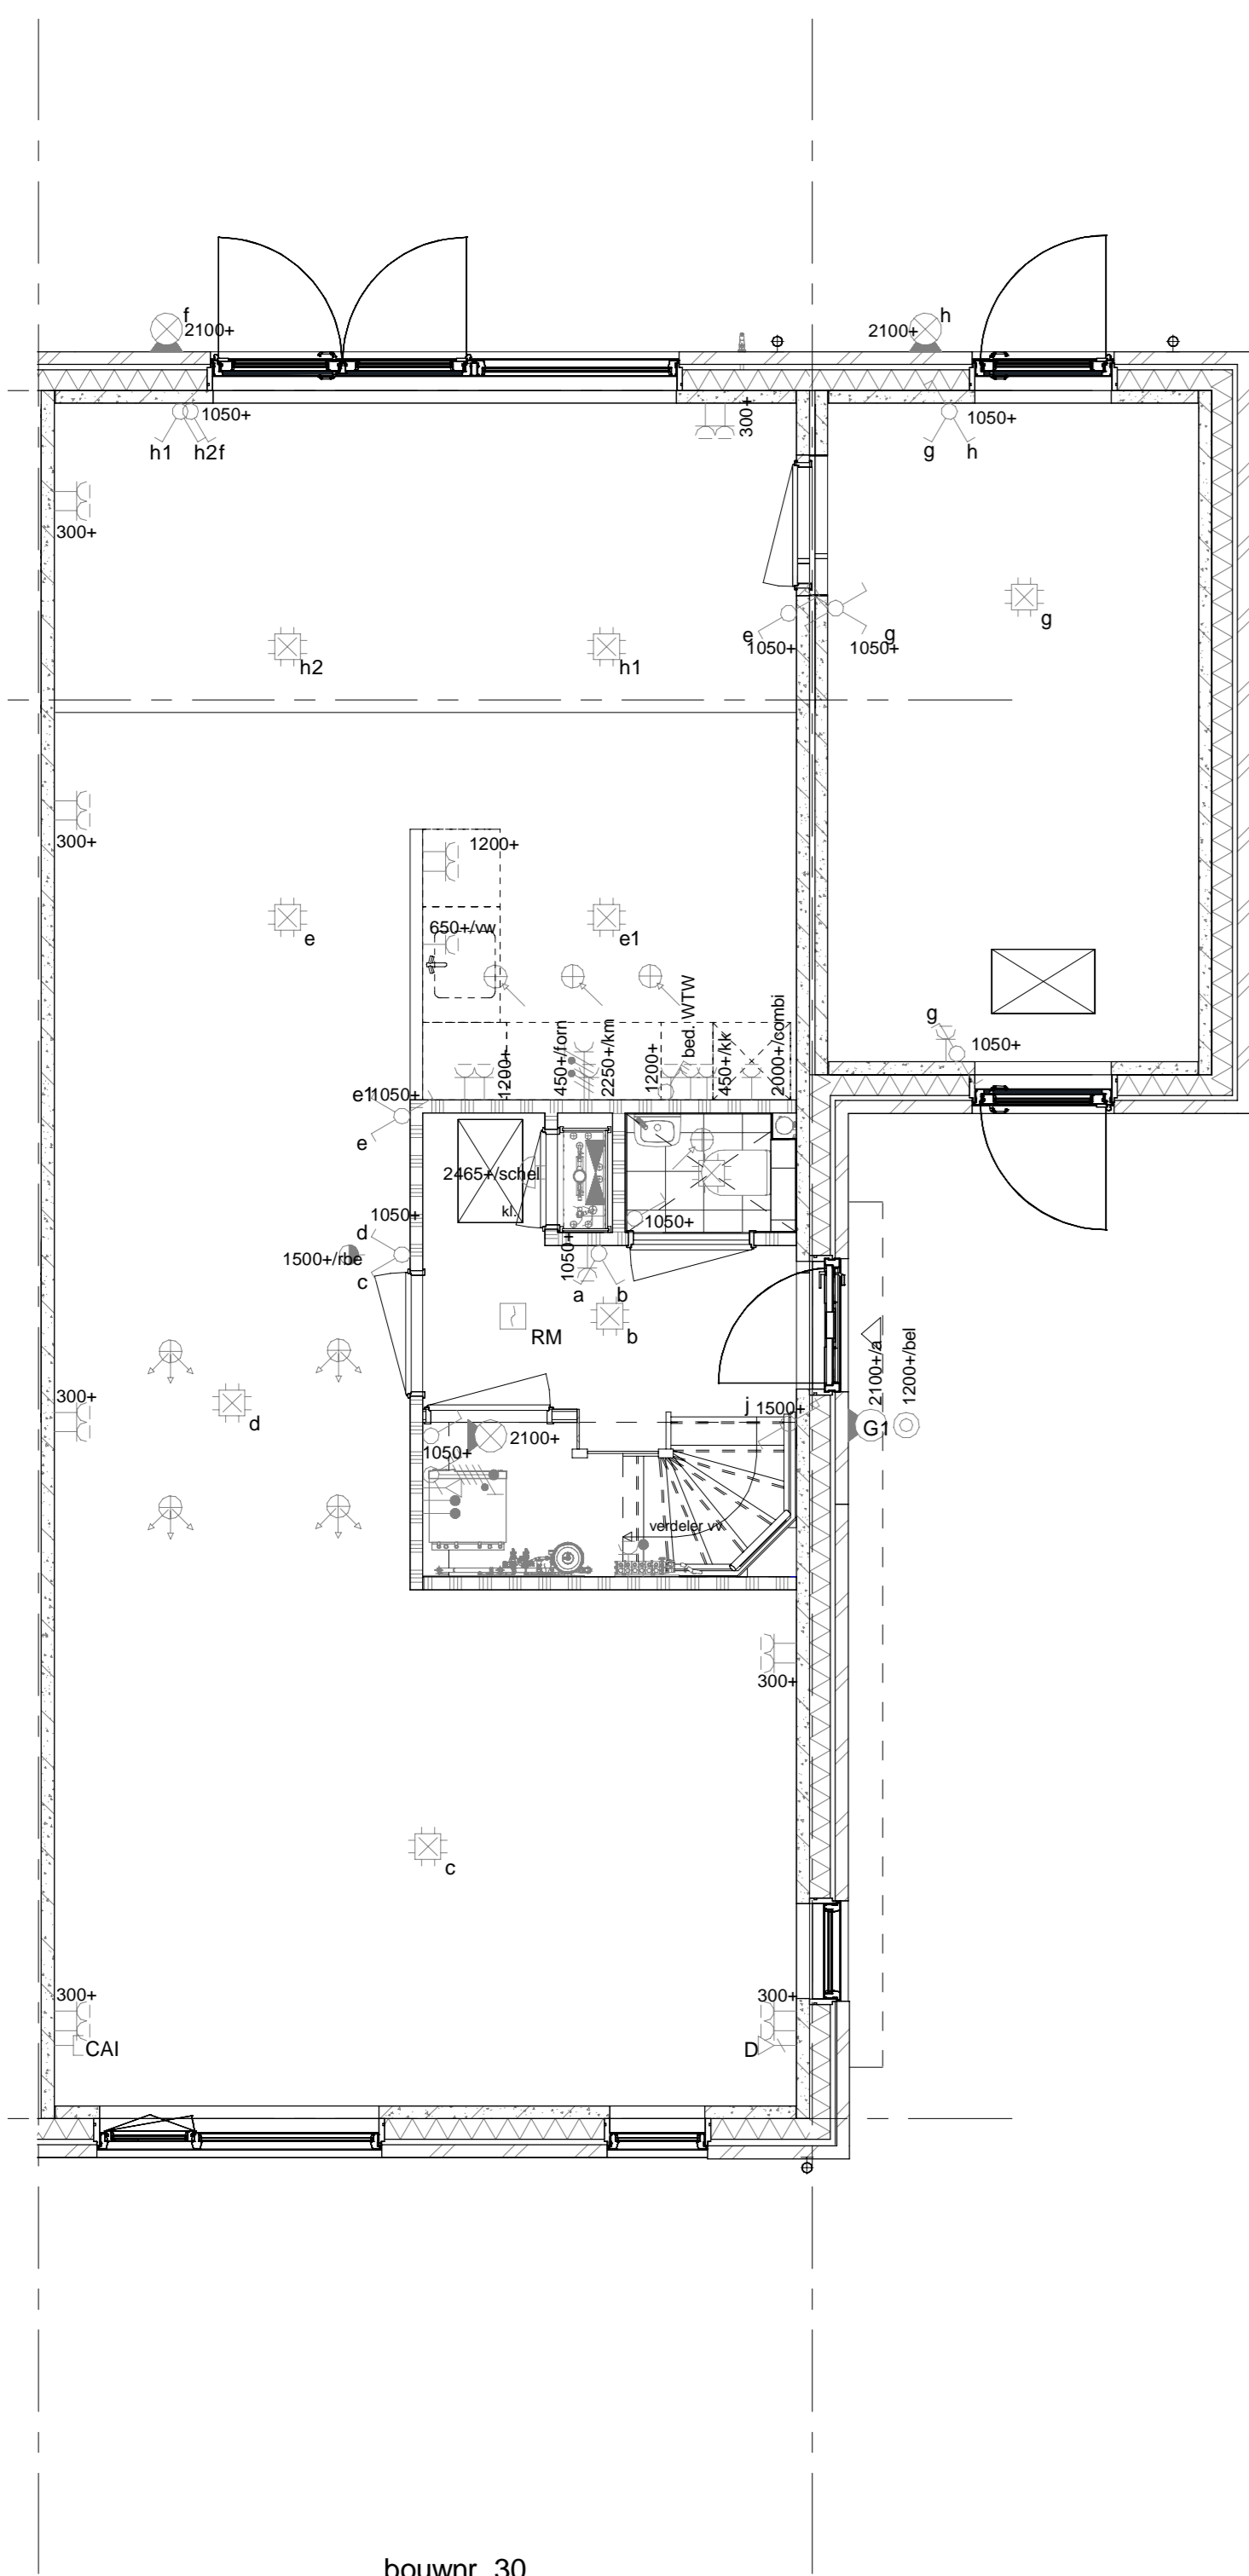 f
2100+
h
2100+
1050+
h1
h2f
300+
1050+
g
h
300+
g
e
1050+
g
1050+
h2
h1
300+
1200+
650+/vw
e
e1
bed. WTW
1200+
450+/forn
2250+/km
1200+
450+/kk
2000+/combi
g
1050+
e1
1050+
e
2465+/schel
kl.
1050+
1050+
d
1500+/rbe
c
1050+
a
b
RM
b
2100+/a
1200+/bel
300+
d
j
1500+
G1
2100+
1050+
verdeler vv
300+
c
300+
CAI
300+
D
bouwnr. 30